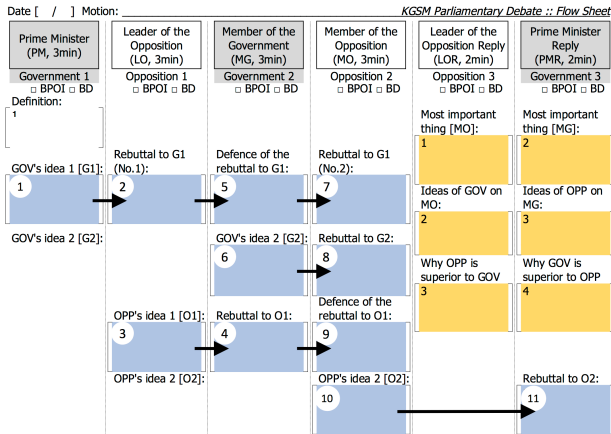 Date [ / ] Motion:
KGSM Parliamentary Debate :: Flow Sheet
Prime Minister
(PM, 3min)
Government 1
□ BPOI □ BD
Definition:
1
GOV's idea 1 [G1]:
1
GOV's idea 2 [G2]:
Leader of the
Opposition
(LO, 3min)
Opposition 1
□ BPOI □ BD
Rebuttal to G1
(No.1):
2
OPP's idea 1 [O1]:
3
OPP's idea 2 [O2]:
Member of the
Government
(MG, 3min)
Government 2
□ BPOI □ BD
Defence of the
rebuttal to G1:
5
GOV's idea 2 [G2]:
6
Rebuttal to O1:
4
Member of the
Opposition
(MO, 3min)
Opposition 2
□ BPOI □ BD
Rebuttal to G1
(No.2):
7
Rebuttal to G2:
8
Defence of the
rebuttal to O1:
9
OPP's idea 2 [O2]:
10
Leader of the
Opposition Reply
(LOR, 2min)
Opposition 3
□ BPOI □ BD
Most important
thing [MO]:
1
Ideas of GOV on
MO:
2
Why OPP is
superior to GOV
3
Prime Minister
Reply
(PMR, 2min)
Government 3
□ BPOI □ BD
Most important
thing [MG]:
2
Ideas of OPP on
MG:
3
Why GOV is
superior to OPP
4
Rebuttal to O2:
11